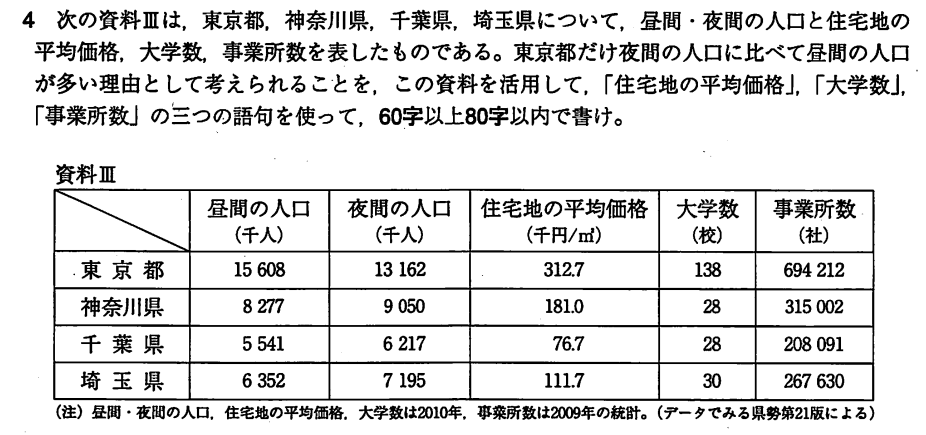 4 次の資料Ⅲは，東京都，神奈川県，千葉県，埼玉県について，昼間・夜間の人口と住宅地の
平均価格，大学数，事業所数を表したものである。東京都だけ夜間の人口に比べて昼間の人口
が多い理由として考えられることを，この資料を活用して，「住宅地の平均価格」，「大学数」，
「事業所数」の三つの語句を使って，60字以上80字以内で書け。
資料Ⅲ
昼間の人口 夜間の人口 住宅地の平均価格 大学数 事業所数
（千人） （千人） （千円/㎡） （校） （社）
東京都 15 608 13 162 312.7 138 694 212
神奈川県 8 277 9 050 181.0 28 315 002
千葉県 5 541 6 217 76.7 28 208 091
埼玉県 6 352 7 195 111.7 30 267 630
（注）昼間・夜間の人口，住宅地の平均価格，大学数は2010年，事業所数は2009年の統計。（データでみる県勢第21版による）